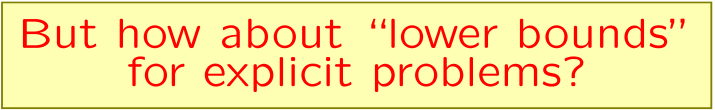 But how about “lower bounds”
for explicit problems?